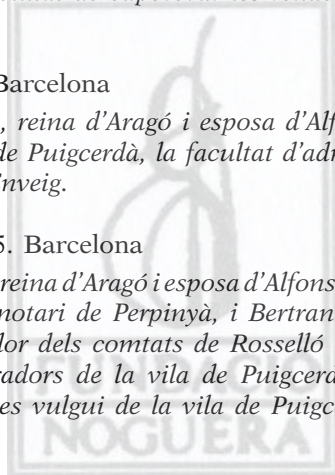 Barcelona
, reina d'Aragó i esposa d'Alf
de Puigcerdà, la facultat d'adr
'nveig.
5. Barcelona
reina d'Aragó i esposa d'Alfons
notari de Perpinyà, i Bertran
lor dels comtats de Rosselló
radors de la vila de Puigcerd
es vulgui de la vila de Puigc
NOGUERA